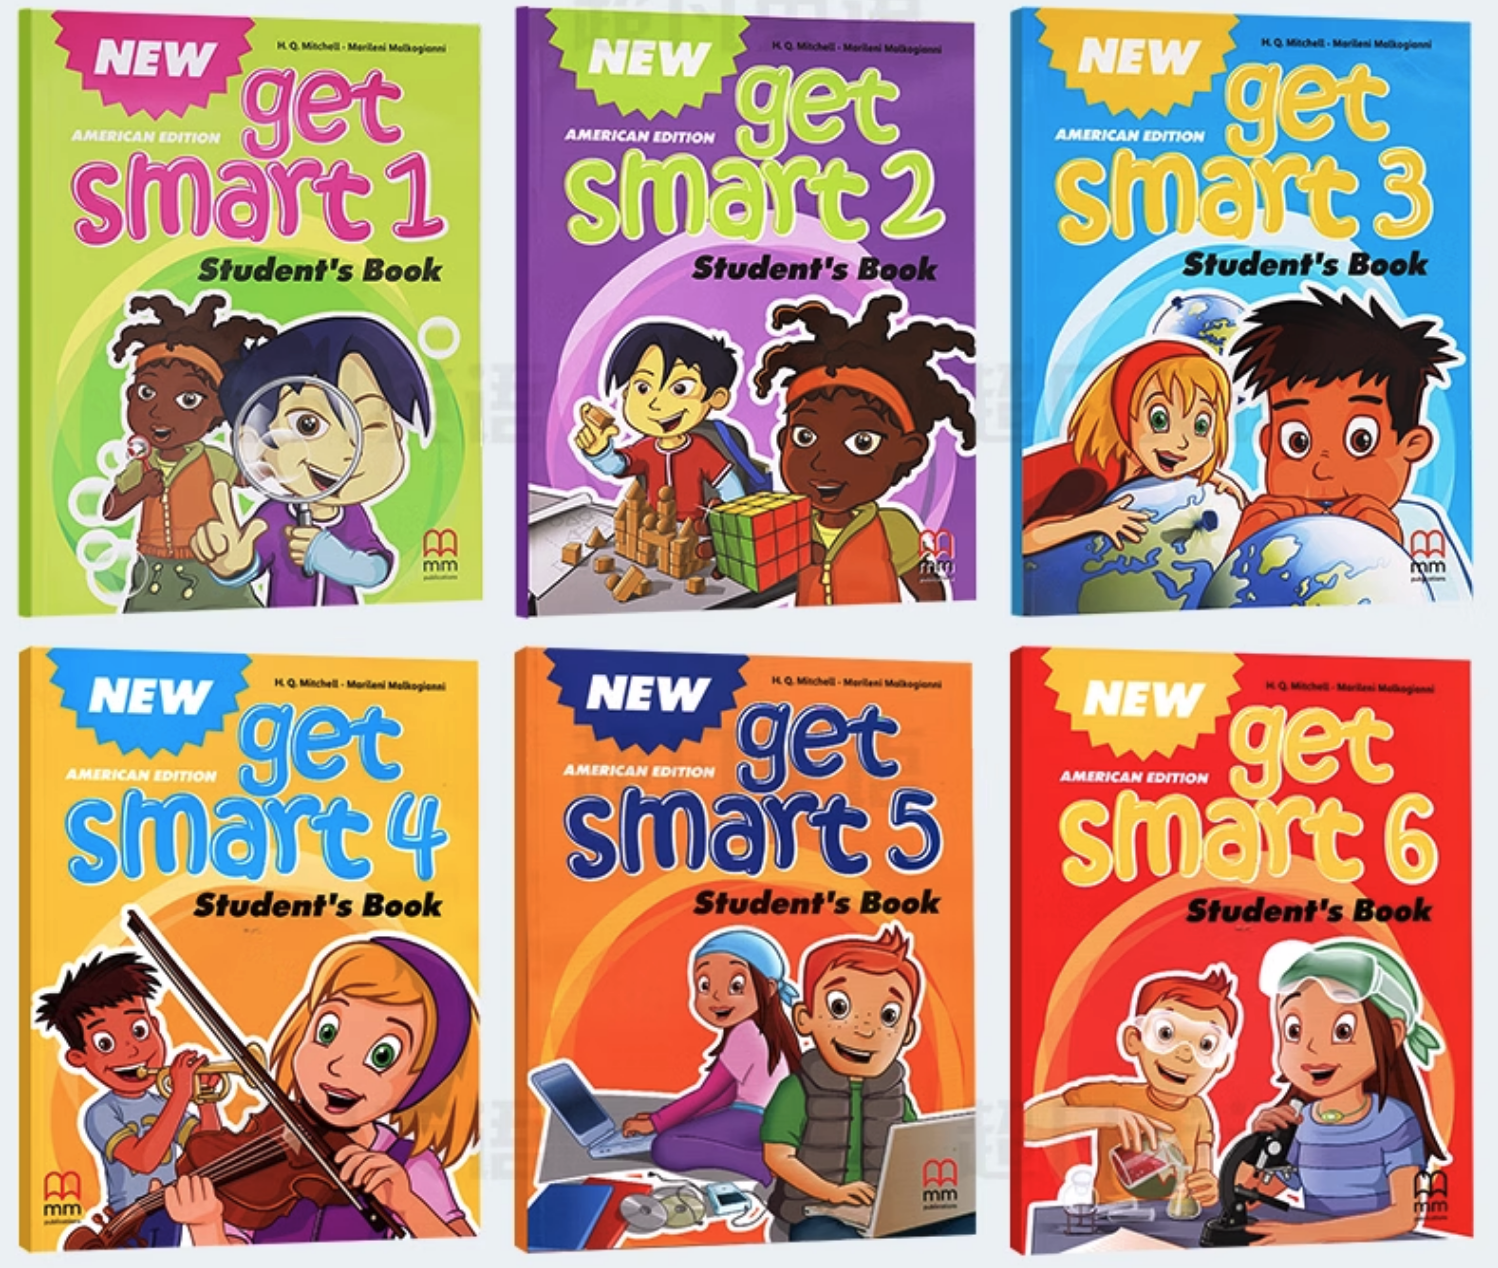 NEW
H. Q. Mitchell - Marileni Malkogianni
AMERICAN EDITION
get
smart 1
Student's Book
mm
publications
NEW
H. Q. Mitchell - Marileni Malkogianni
AMERICAN EDITION
get
smart 2
Student's Book
mm
publications
NEW
H. Q. Mitchell - Marileni Malkogianni
AMERICAN EDITION
get
smart 3
Student's Book
mm
publications
NEW
H. Q. Mitchell - Marileni Malkogianni
AMERICAN EDITION
get
smart 4
Student's Book
mm
publications
NEW
H. Q. Mitchell - Marileni Malkogianni
AMERICAN EDITION
get
smart 5
Student's Book
mm
publications
NEW
H. Q. Mitchell - Marileni Malkogianni
AMERICAN EDITION
get
smart 6
Student's Book
mm
publications